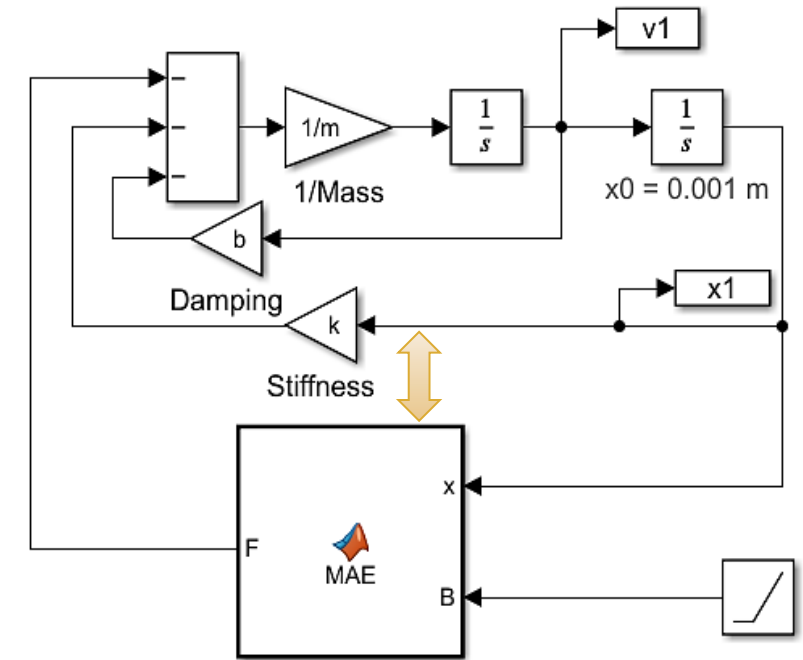 v1
−
−
−
1/m
1
s
1
s
1/Mass
x0 = 0.001 m
b
Damping
x1
k
Stiffness
x
F
MAE
B